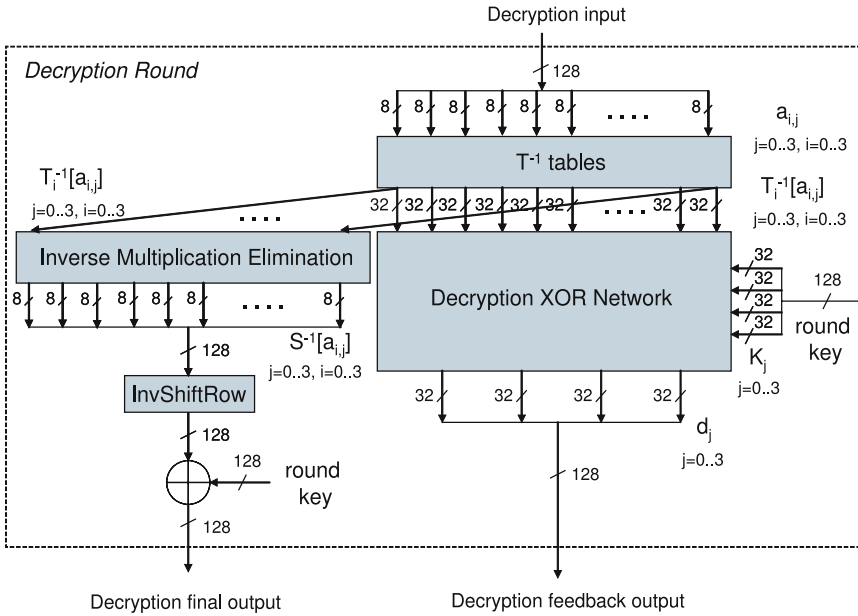 Decryption input
Decryption Round
128
8 8 8 8 8 8 8
a_{i,j}
j=0..3, i=0..3
T⁻¹ tables
T_i⁻¹[a_{i,j}]
j=0..3, i=0..3
T_i⁻¹[a_{i,j}]
j=0..3, i=0..3
32 32 32 32 32 32 32 32
Inverse Multiplication Elimination
Decryption XOR Network
32
32
32
32
128
round
key
K_j
j=0..3
8 8 8 8 8 8 8
S⁻¹[a_{i,j}]
j=0..3, i=0..3
128
InvShiftRow
128
128
round
key
128
32 32 32 32
d_j
j=0..3
128
Decryption final output
Decryption feedback output